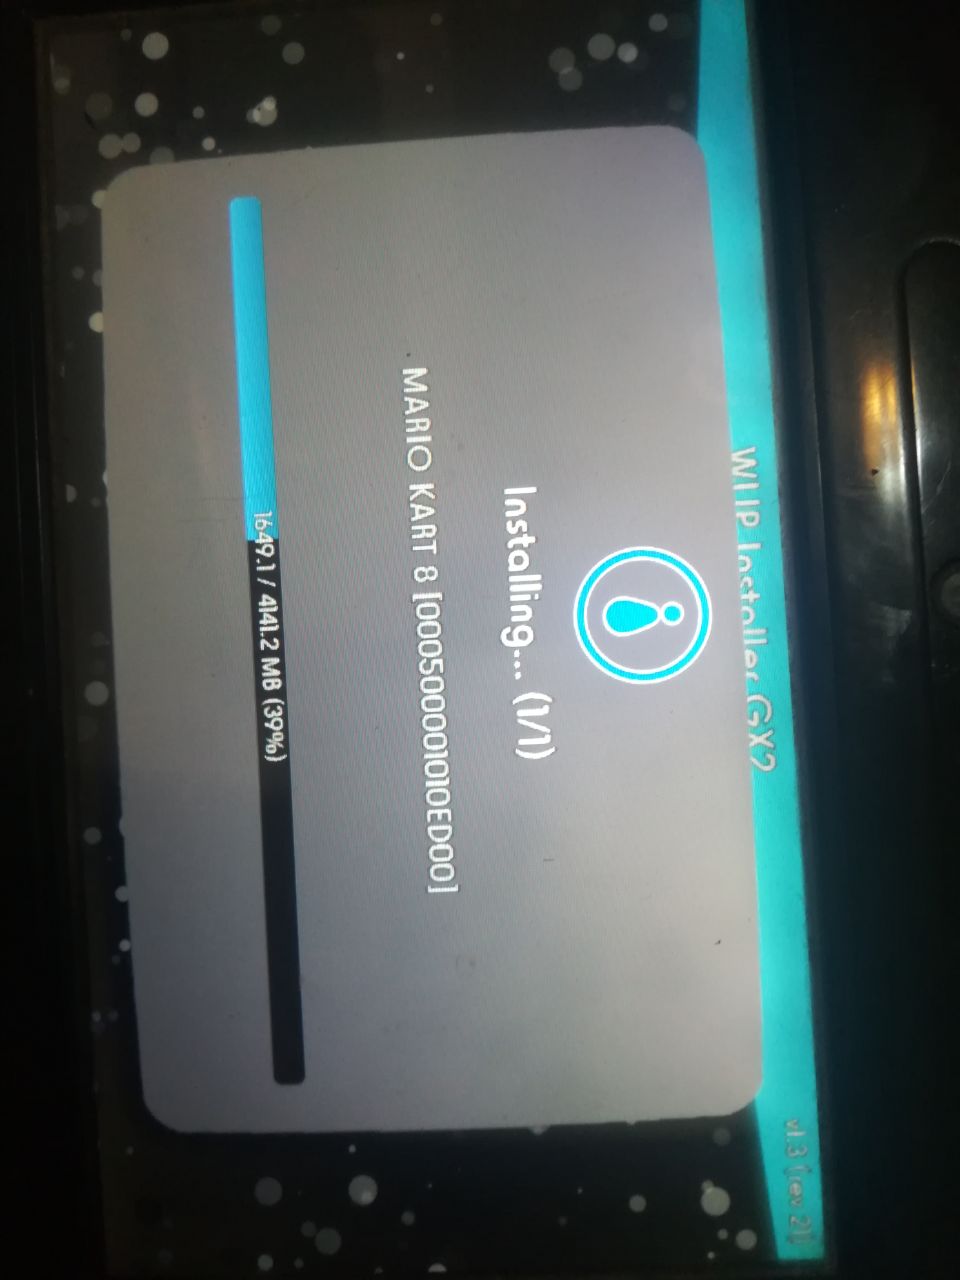 WUP Installer GX2
v1.3 (rev 21)
Installing... (1/1)
MARIO KART 8 [000500001010ED00]
1649.1 / 4141.2 MB (39%)